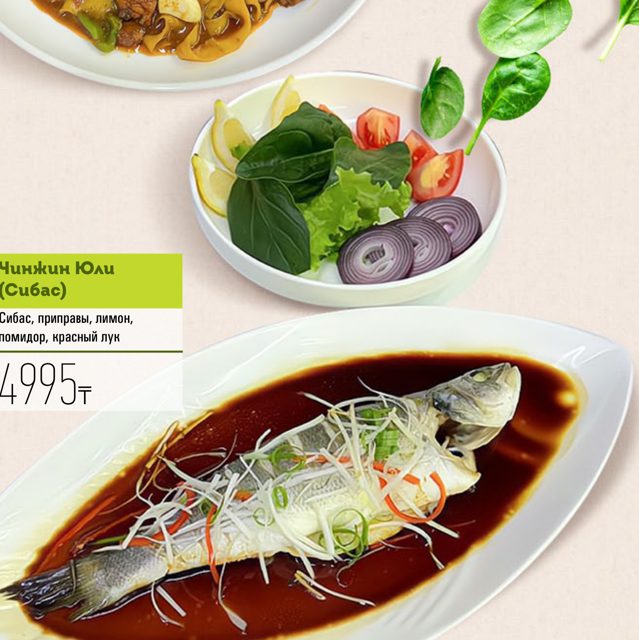 Чинжин Юли
(Сибас)
Сибас, приправы, лимон,
помидор, красный лук
4995₸